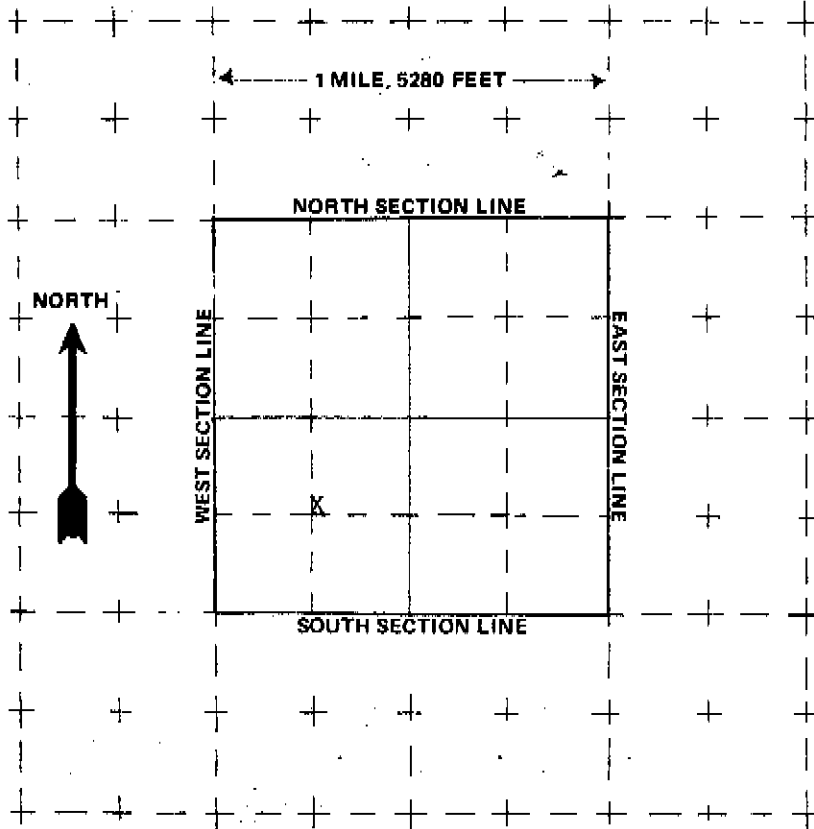 1 MILE, 5280 FEET
NORTH SECTION LINE
NORTH
WEST SECTION LINE
EAST SECTION LINE
X
SOUTH SECTION LINE